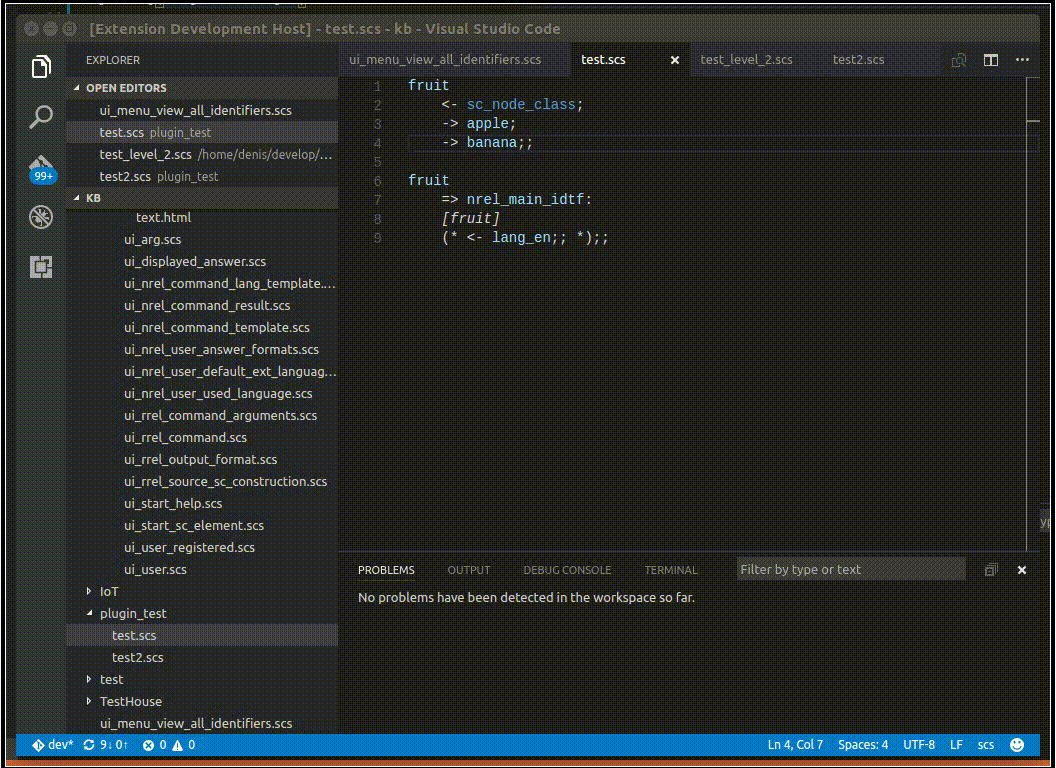 [Extension Development Host] - test.scs - kb - Visual Studio Code
EXPLORER
OPEN EDITORS
ui_menu_view_all_identifiers.scs
test.scs plugin_test
test_level_2.scs /home/denis/develop/...
test2.scs plugin_test
KB
text.html
ui_arg.scs
ui_displayed_answer.scs
ui_nrel_command_lang_template....
ui_nrel_command_result.scs
ui_nrel_command_template.scs
ui_nrel_user_answer_formats.scs
ui_nrel_user_default_ext_languag...
ui_nrel_user_used_language.scs
ui_rrel_command_arguments.scs
ui_rrel_command.scs
ui_rrel_output_format.scs
ui_rrel_source_sc_construction.scs
ui_start_help.scs
ui_start_sc_element.scs
ui_user_registered.scs
ui_user.scs
IoT
plugin_test
test.scs
test2.scs
test
TestHouse
ui_menu_view_all_identifiers.scs
99+
ui_menu_view_all_identifiers.scs test.scs test_level_2.scs test2.scs
1 fruit
2 <- sc_node_class;
3 -> apple;
4 -> banana;;
5
6 fruit
7 => nrel_main_idtf:
8 [fruit]
9 (* <- lang_en;; *);;
PROBLEMS OUTPUT DEBUG CONSOLE TERMINAL Filter by type or text
No problems have been detected in the workspace so far.
dev* 9↓ 0↑ 0 0 Ln 4, Col 7 Spaces: 4 UTF-8 LF scs